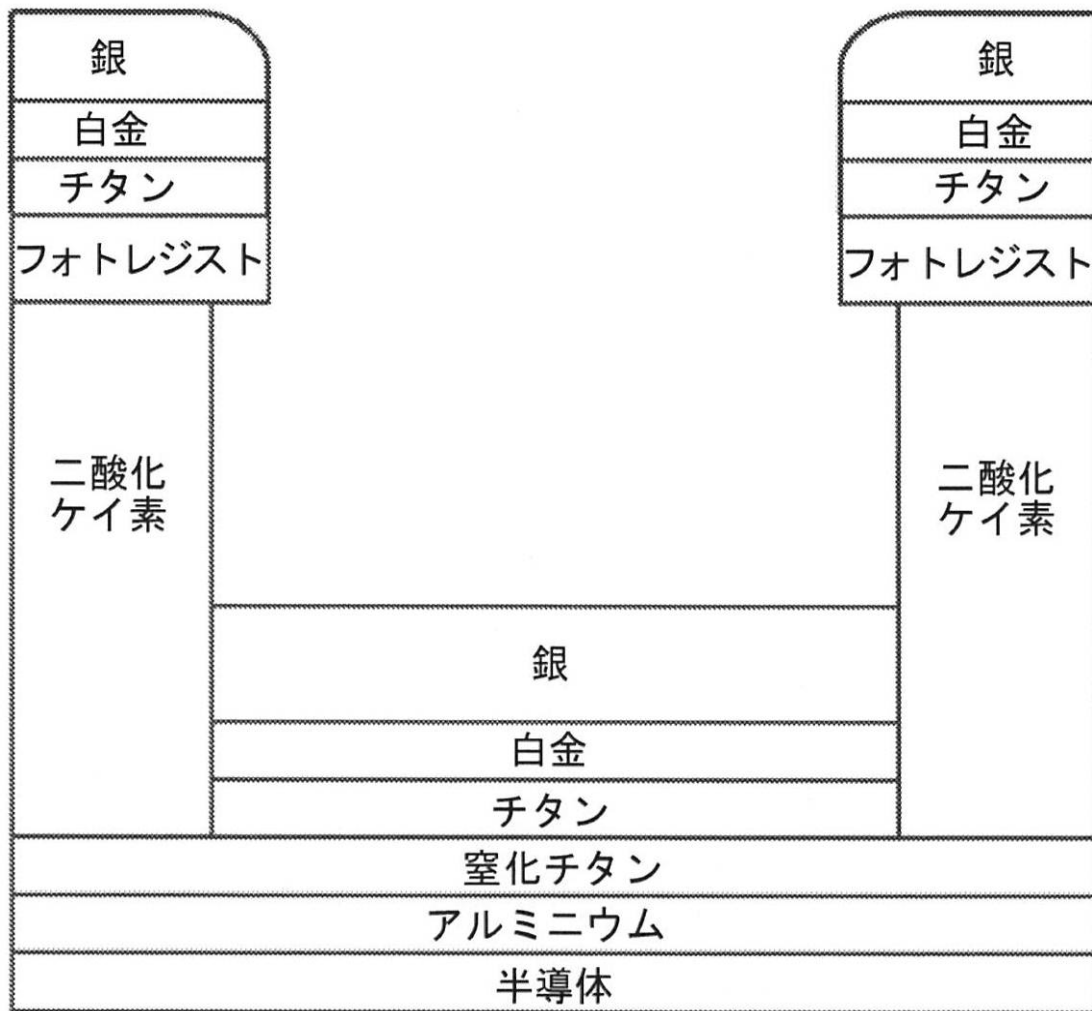 銀
銀
白金
白金
チタン
チタン
フォトレジスト
フォトレジスト
二酸化
ケイ素
二酸化
ケイ素
銀
白金
チタン
窒化チタン
アルミニウム
半導体